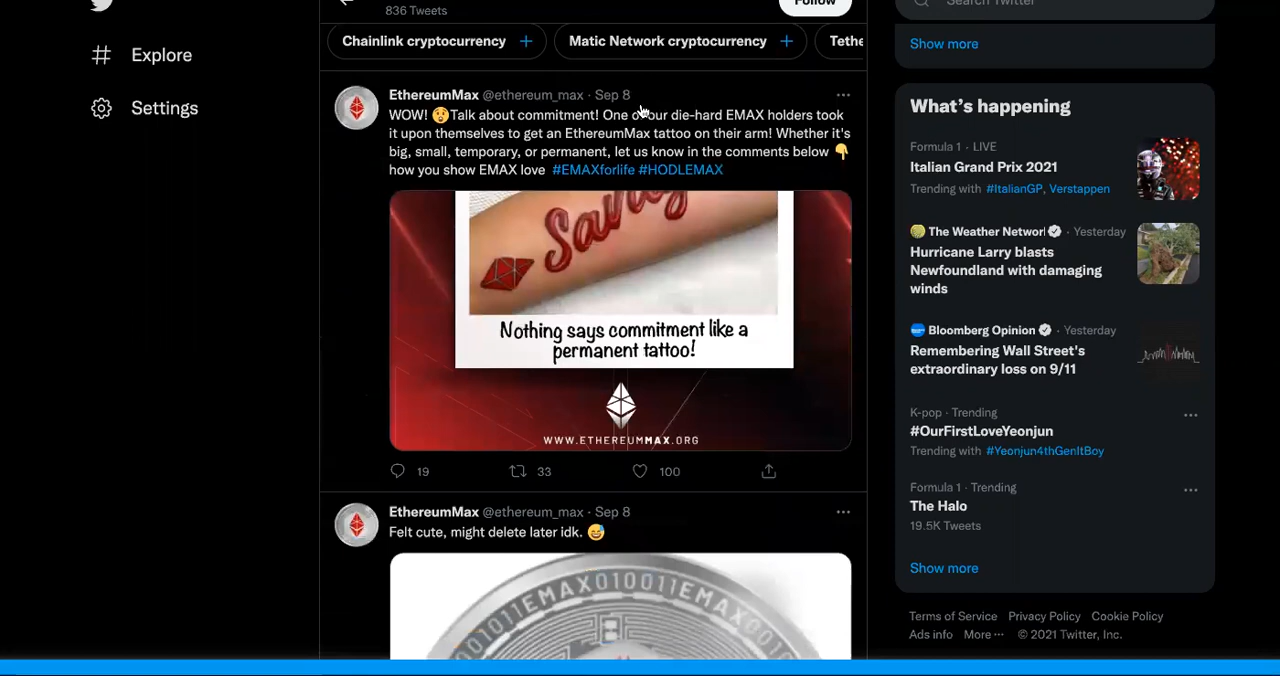 836 Tweets
Follow
Chainlink cryptocurrency +
Matic Network cryptocurrency +
Tethe
Explore
Settings
EthereumMax @ethereum_max · Sep 8
WOW! 😲Talk about commitment! One of our die-hard EMAX holders took
it upon themselves to get an EthereumMax tattoo on their arm! Whether it's
big, small, temporary, or permanent, let us know in the comments below 👇
how you show EMAX love #EMAXforlife #HODLEMAX
Nothing says commitment like a
permanent tattoo!
WWW.ETHEREUMMAX.ORG
19 33 100
EthereumMax @ethereum_max · Sep 8
Felt cute, might delete later idk. 😅
1001011EMAX010011EMAX00
Search Twitter
Show more
What's happening
Formula 1 · LIVE
Italian Grand Prix 2021
Trending with #ItalianGP, Verstappen
The Weather Networ · Yesterday
Hurricane Larry blasts
Newfoundland with damaging
winds
Bloomberg Opinion · Yesterday
Remembering Wall Street's
extraordinary loss on 9/11
K-pop · Trending
#OurFirstLoveYeonjun
Trending with #Yeonjun4thGenItBoy
Formula 1 · Trending
The Halo
19.5K Tweets
Show more
Terms of Service Privacy Policy Cookie Policy
Ads info More ··· © 2021 Twitter, Inc.